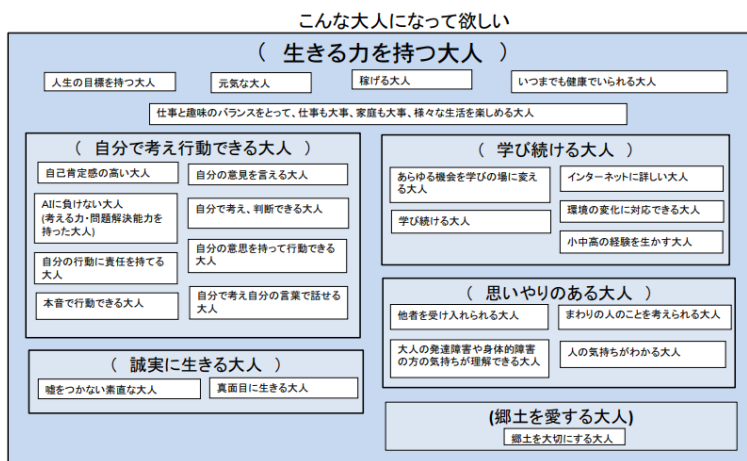 こんな大人になって欲しい
( 生きる力を持つ大人 )
人生の目標を持つ大人
元気な大人
稼げる大人
いつまでも健康でいられる大人
仕事と趣味のバランスをとって、仕事も大事、家庭も大事、様々な生活を楽しめる大人
( 自分で考え行動できる大人 )
自己肯定感の高い大人
自分の意見を言える大人
AIに負けない大人
(考える力・問題解決能力を
持った大人)
自分で考え、判断できる大人
自分の行動に責任を持てる
大人
自分の意思を持って行動できる
大人
本音で行動できる大人
自分で考え自分の言葉で話せる
大人
( 学び続ける大人 )
あらゆる機会を学びの場に変え
る大人
インターネットに詳しい大人
学び続ける大人
環境の変化に対応できる大人
小中高の経験を生かす大人
( 思いやりのある大人 )
他者を受け入れられる大人
まわりの人のことを考えられる大人
大人の発達障害や身体的障害
の方の気持ちが理解できる大人
人の気持ちがわかる大人
( 誠実に生きる大人 )
嘘をつかない素直な大人
真面目に生きる大人
(郷土を愛する大人)
郷土を大切にする大人